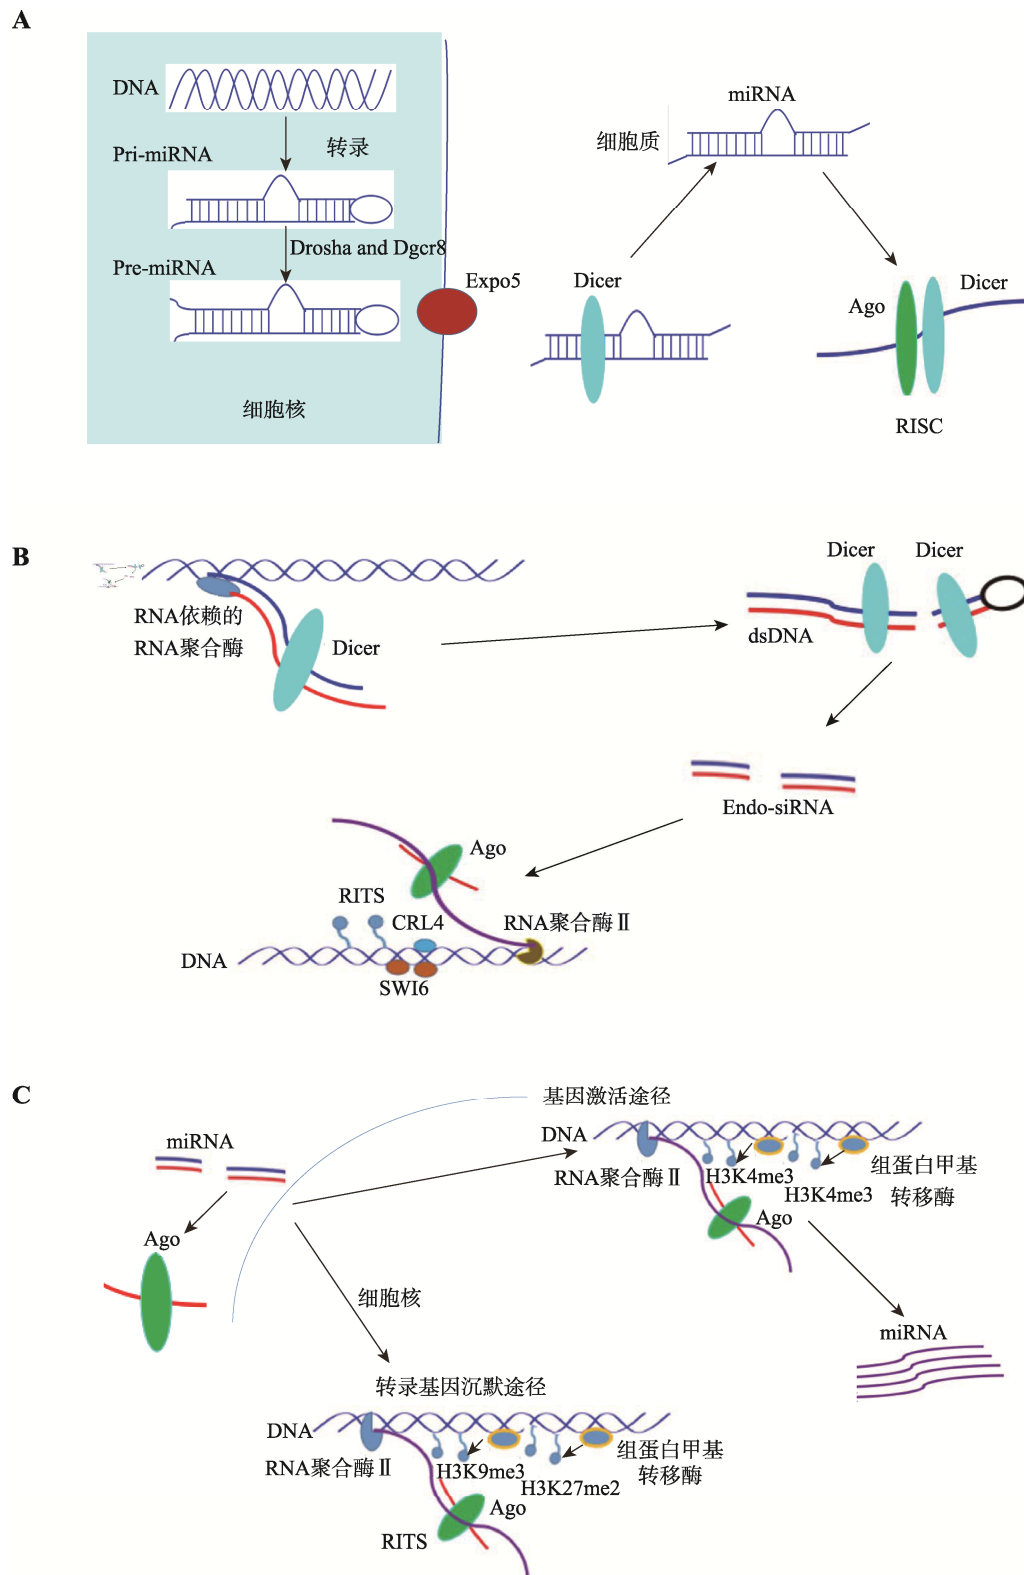 A
DNA
转录
Pri-miRNA
Drosha and Dgcr8
Pre-miRNA
Expo5
细胞核
miRNA
细胞质
Dicer
Ago
Dicer
RISC
B
RNA依赖的
RNA聚合酶
Dicer
Dicer
Dicer
dsDNA
Endo-siRNA
Ago
RITS
CRL4
RNA聚合酶Ⅱ
DNA
SWI6
C
基因激活途径
miRNA
DNA
RNA聚合酶Ⅱ
H3K4me3
H3K4me3
组蛋白甲基
转移酶
Ago
Ago
细胞核
miRNA
转录基因沉默途径
DNA
RNA聚合酶Ⅱ
H3K9me3
H3K27me2
组蛋白甲基
转移酶
Ago
RITS